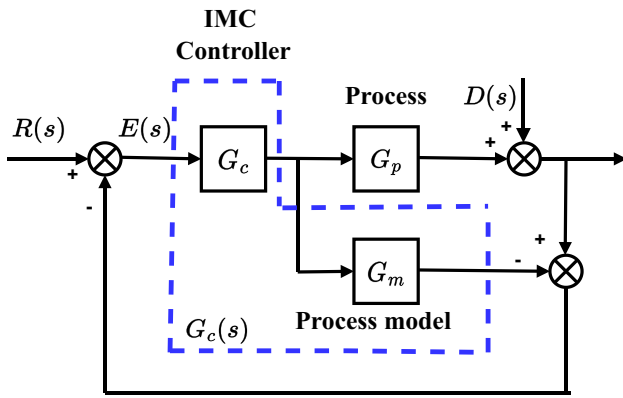 IMC
Controller
Process
D(s)
R(s)
E(s)
+
+
+
-
G_c
G_p
+
-
G_m
Process model
G_c(s)